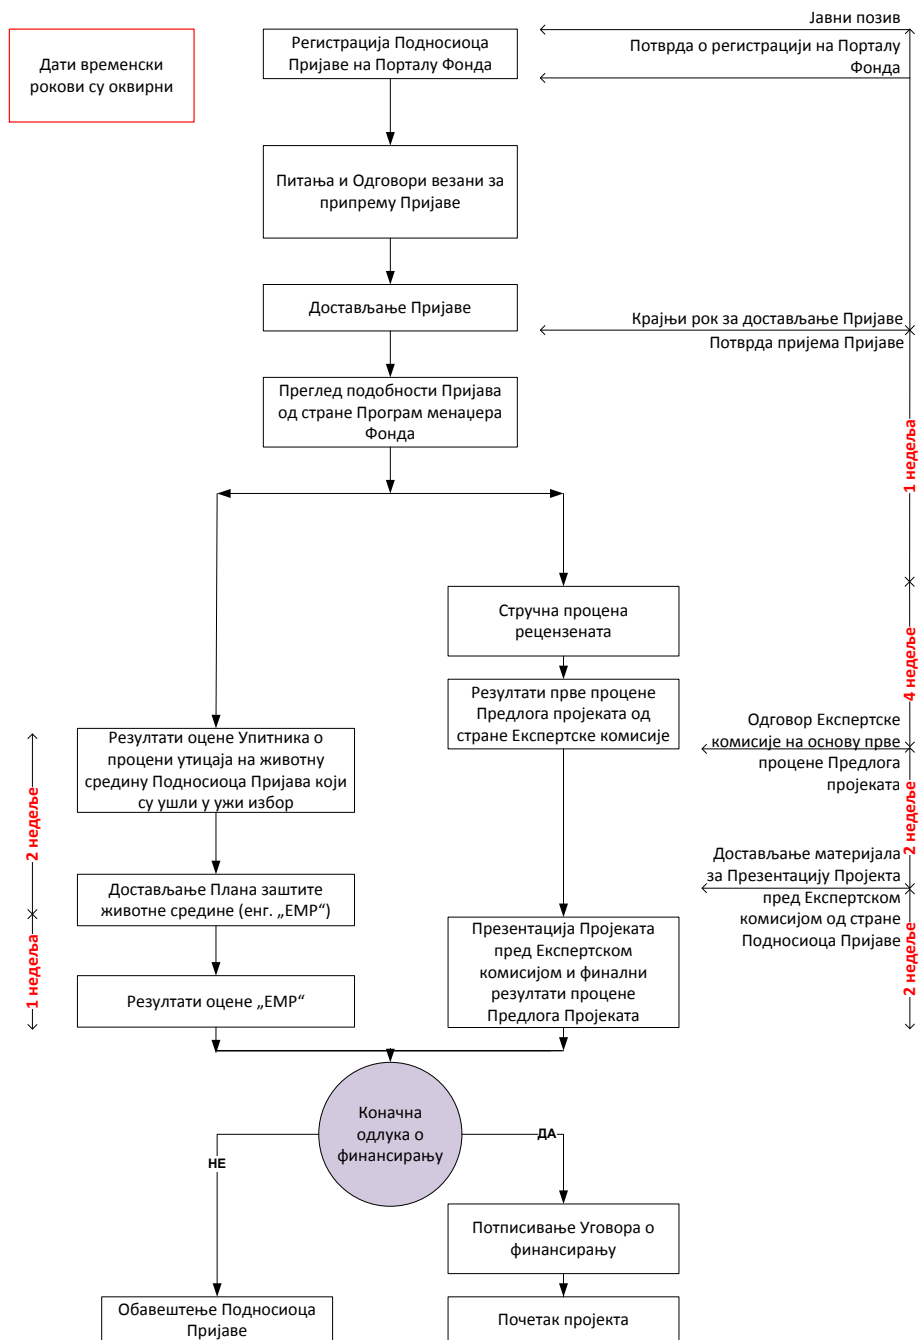 Јавни позив
Дати временски
рокови су оквирни
Регистрација Подносиоца
Пријаве на Порталу Фонда
Потврда о регистрацији на Порталу
Фонда
Питања и Одговори везани за
припрему Пријаве
Достављање Пријаве
Крајњи рок за достављање Пријаве
Потврда пријема Пријаве
Преглед подобности Пријава
од стране Програм менаџера
Фонда
1 недеља
Стручна процена
рецензената
4 недеље
Резултати прве процене
Предлога пројеката од
стране Експертске комисије
Одговор Експертске
комисије на основу прве
процене Предлога
пројеката
Резултати оцене Упитника о
процени утицаја на животну
средину Подносиоца Пријава који
су ушли у ужи избор
2 недеље
2 недеље
Достављање материјала
за Презентацију Пројекта
пред Експертском
комисијом од стране
Подносиоца Пријаве
Достављање Плана заштите
животне средине (енг. „EMP“)
Презентација Пројеката
пред Експертском
комисијом и финални
резултати процене
Предлога Пројеката
2 недеље
1 недеља
Резултати оцене „EMP“
Коначна
одлука о
финансирању
НЕ
ДА
Потписивање Уговора о
финансирању
Обавештење Подносиоца
Пријаве
Почетак пројекта